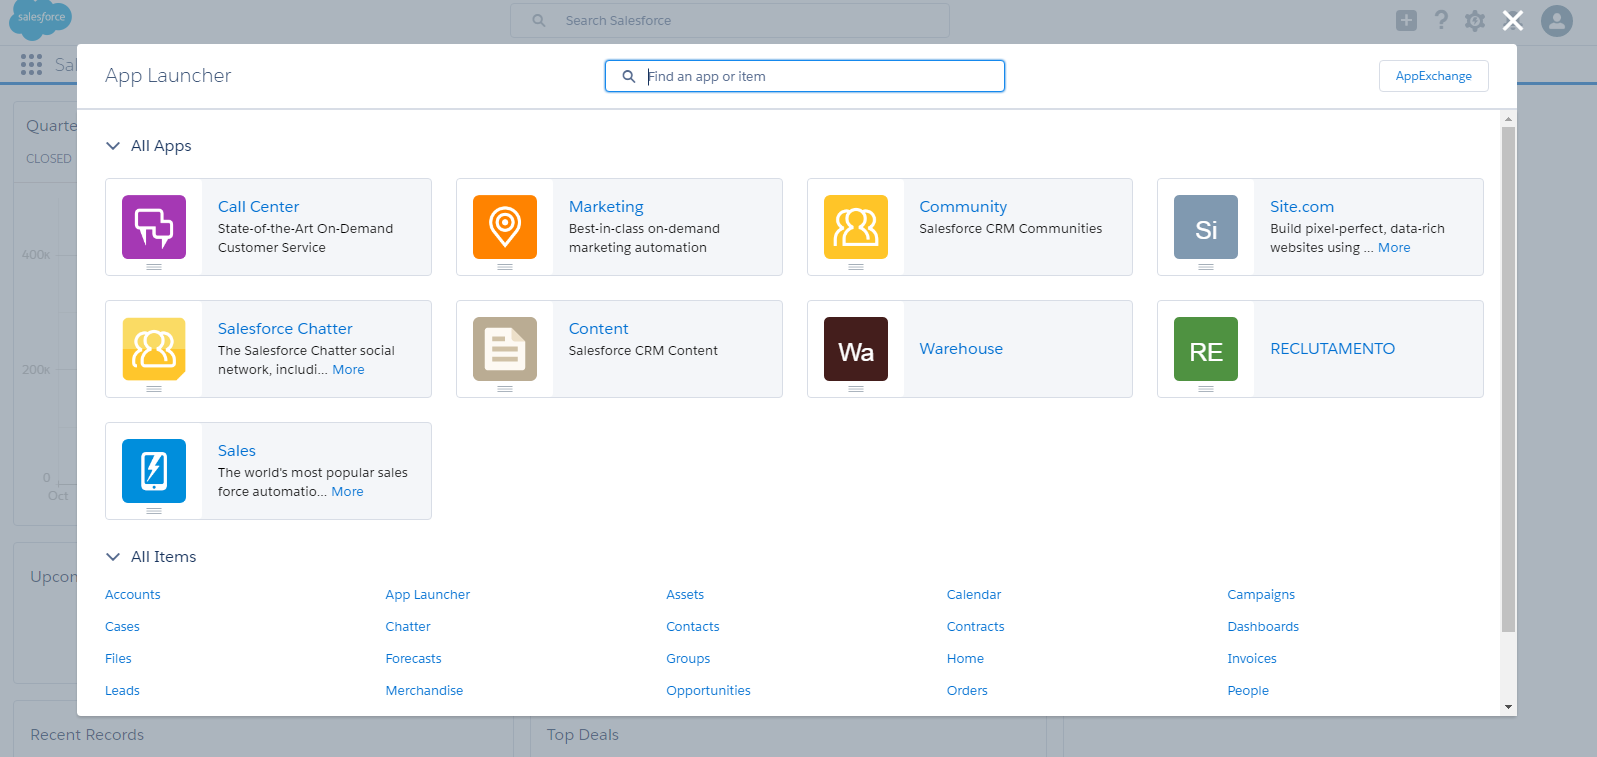 salesforce
Search Salesforce
Sal
App Launcher
Find an app or item
AppExchange
Quarte
CLOSED
400K
200K
0
Oct
All Apps
Call Center
State-of-the-Art On-Demand
Customer Service
Marketing
Best-in-class on-demand
marketing automation
Community
Salesforce CRM Communities
Si
Site.com
Build pixel-perfect, data-rich
websites using ... More
Salesforce Chatter
The Salesforce Chatter social
network, includi... More
Content
Salesforce CRM Content
Wa
Warehouse
RE
RECLUTAMENTO
Sales
The world's most popular sales
force automatio... More
All Items
Accounts App Launcher Assets Calendar Campaigns
Cases Chatter Contacts Contracts Dashboards
Files Forecasts Groups Home Invoices
Leads Merchandise Opportunities Orders People
Upcon
Recent Records
Top Deals